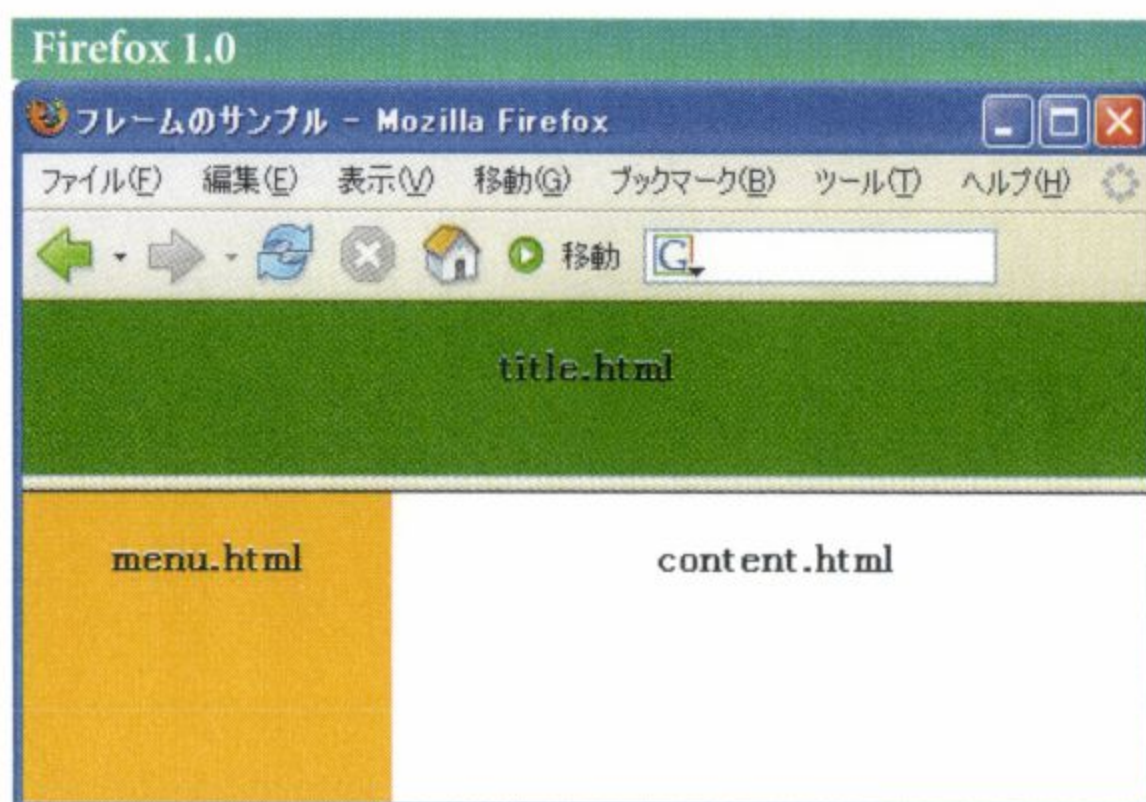 Firefox 1.0
フレームのサンプル - Mozilla Firefox
ファイル(F) 編集(E) 表示(V) 移動(G) ブックマーク(B) ツール(T) ヘルプ(H)
移動 G
title.html
menu.html content.html